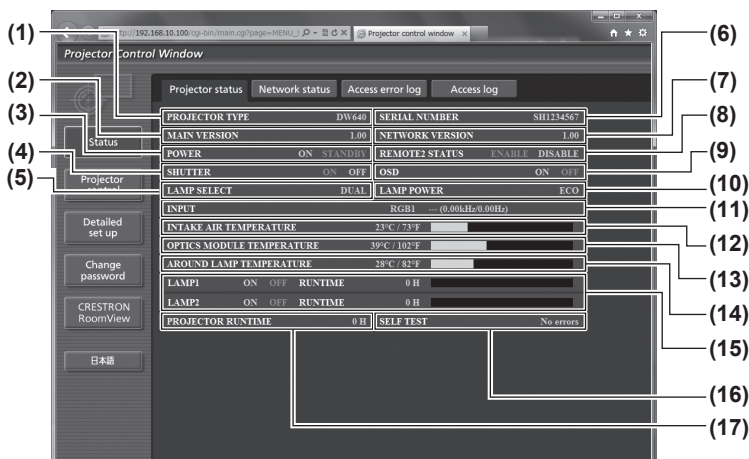 http://192.168.10.100/cgi-bin/main.cgi?page=MENU_1
Projector control window
Projector Control Window
Projector status Network status Access error log Access log
Status
Projector control
Detailed
set up
Change
password
CRESTRON
RoomView
日本語
PROJECTOR TYPE DW640 SERIAL NUMBER SH1234567
MAIN VERSION 1.00 NETWORK VERSION 1.00
POWER ON STANDBY REMOTE2 STATUS ENABLE DISABLE
SHUTTER ON OFF OSD ON OFF
LAMP SELECT DUAL LAMP POWER ECO
INPUT RGB1 --- (0.00kHz/0.00Hz)
INTAKE AIR TEMPERATURE 23°C / 73°F
OPTICS MODULE TEMPERATURE 39°C / 102°F
AROUND LAMP TEMPERATURE 28°C / 82°F
LAMP1 ON OFF RUNTIME 0 H
LAMP2 ON OFF RUNTIME 0 H
PROJECTOR RUNTIME 0 H SELF TEST No errors
(1)
(2)
(3)
(4)
(5)
(6)
(7)
(8)
(9)
(10)
(11)
(12)
(13)
(14)
(15)
(16)
(17)